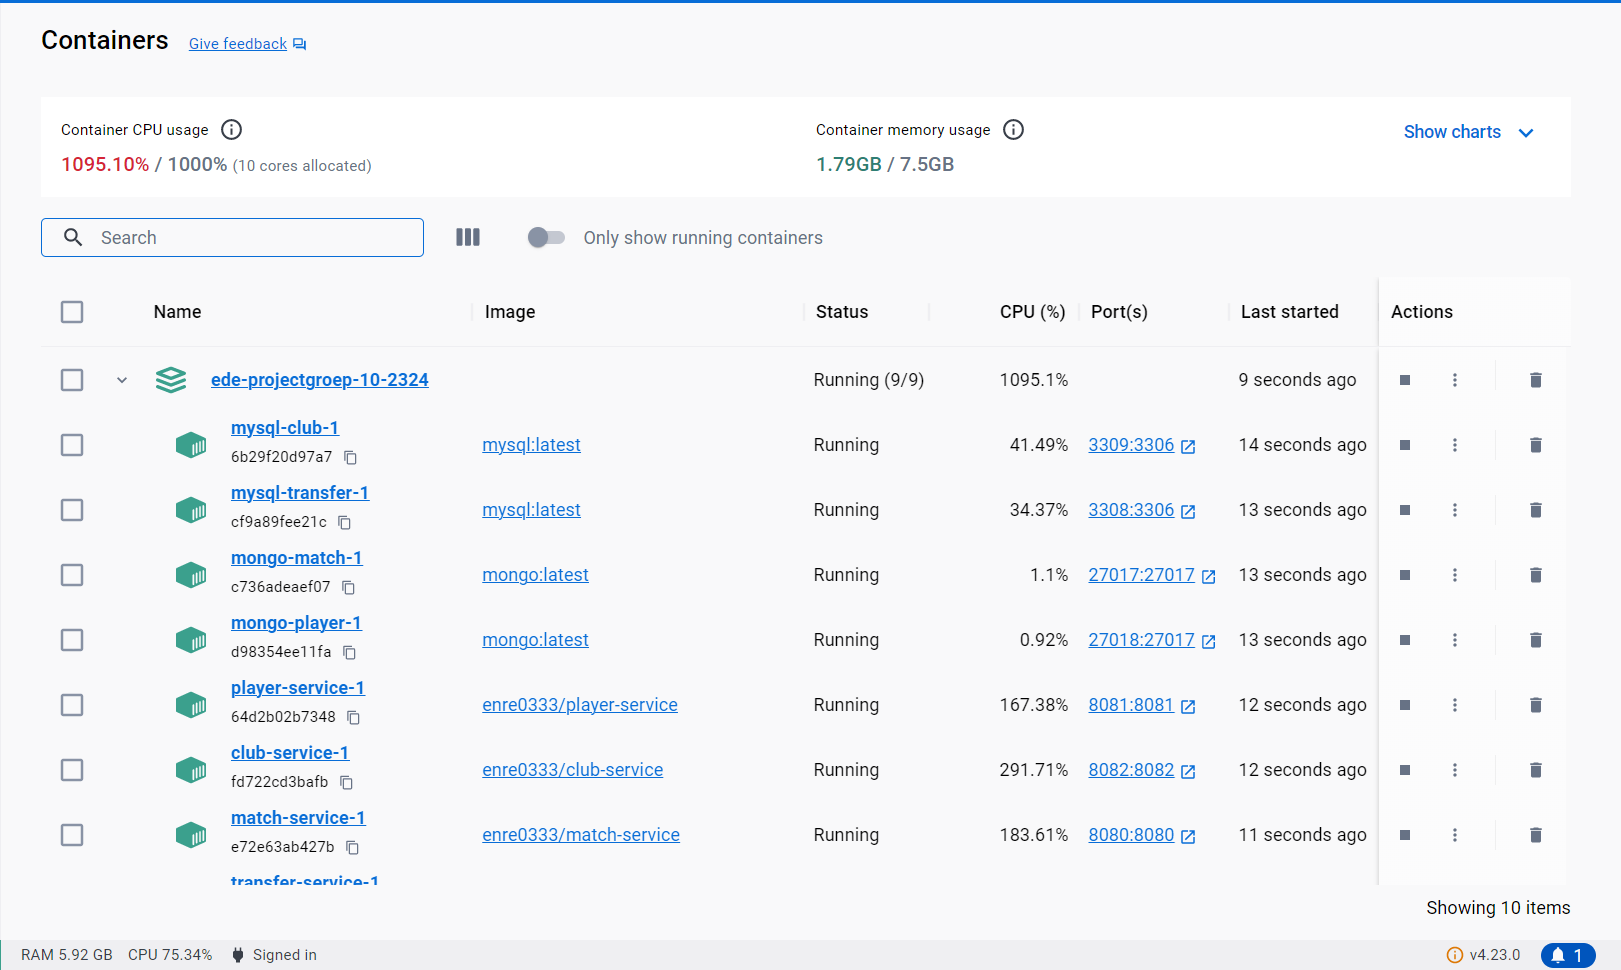 Containers Give feedback
Container CPU usage
1095.10% / 1000% (10 cores allocated)
Container memory usage
1.79GB / 7.5GB
Show charts
Search
Only show running containers
Name Image Status CPU (%) Port(s) Last started Actions
ede-projectgroep-10-2324 Running (9/9) 1095.1% 9 seconds ago
mysql-club-1
6b29f20d97a7
mysql:latest Running 41.49% 3309:3306 14 seconds ago
mysql-transfer-1
cf9a89fee21c
mysql:latest Running 34.37% 3308:3306 13 seconds ago
mongo-match-1
c736adeaef07
mongo:latest Running 1.1% 27017:27017 13 seconds ago
mongo-player-1
d98354ee11fa
mongo:latest Running 0.92% 27018:27017 13 seconds ago
player-service-1
64d2b02b7348
enre0333/player-service Running 167.38% 8081:8081 12 seconds ago
club-service-1
fd722cd3bafb
enre0333/club-service Running 291.71% 8082:8082 12 seconds ago
match-service-1
e72e63ab427b
enre0333/match-service Running 183.61% 8080:8080 11 seconds ago
transfer-service-1
Showing 10 items
RAM 5.92 GB CPU 75.34% Signed in v4.23.0 1